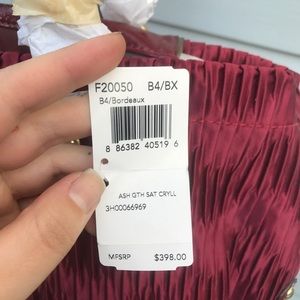 F20050 B4/BX
B4/Bordeaux
8 86382 40519 6
ASH GTH SAT CRYLL
3H00066969
MFSRP $398.00